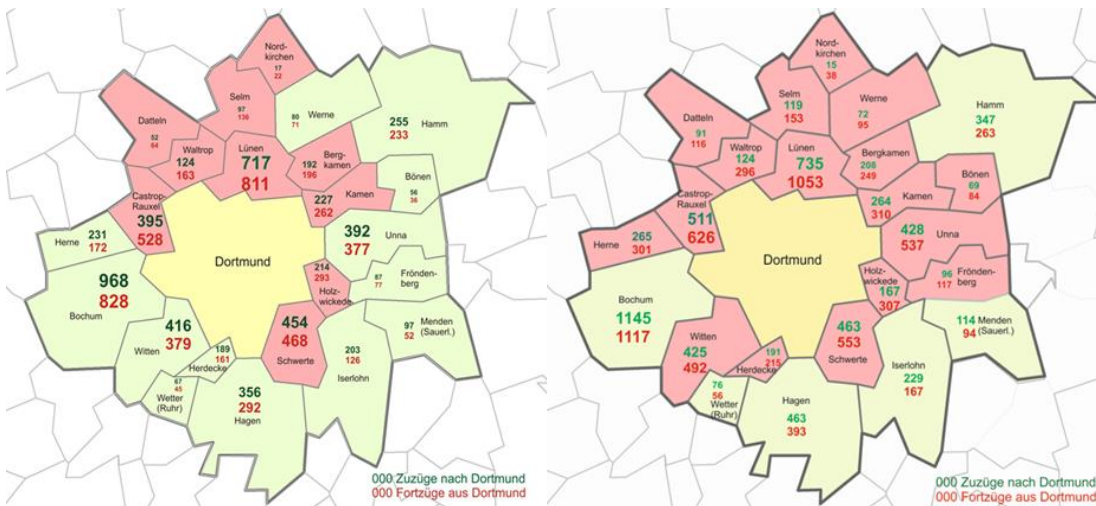 Nord-
kirchen
17
22
Selm
97
136
Werne
80
71
Hamm
255
233
Datteln
52
64
Waltrop
124
163
Lünen
717
811
Berg-
kamen
192
196
Bönen
56
36
Kamen
227
262
Castrop-
Rauxel
395
528
Herne
231
172
Unna
392
377
Dortmund
968
828
Bochum
214
293
Holz-
wickede
Frönden-
berg
77
416
379
Witten
454
468
Schwerte
97
52
Menden
(Sauerl.)
189
161
Herdecke
203
126
Iserlohn
67
45
Wetter
(Ruhr)
356
292
Hagen
000 Zuzüge nach Dortmund
000 Fortzüge aus Dortmund
Nord-
kirchen
15
38
Selm
119
153
Werne
72
95
Hamm
347
263
Datteln
91
116
Waltrop
124
296
Lünen
735
1053
Bergkamen
208
249
Bönen
69
84
Kamen
264
310
Castrop-
Rauxel
511
626
Herne
265
301
428
Unna
537
Dortmund
Bochum
1145
1117
Holz-
wickede
167
307
96
117
Frönden-
berg
Witten
425
492
463
553
Schwerte
114
94
Menden
(Sauerl.)
191
215
Herdecke
Iserlohn
229
167
76
56
Wetter
(Ruhr)
Hagen
463
393
000 Zuzüge nach Dortmund
000 Fortzüge aus Dortmund